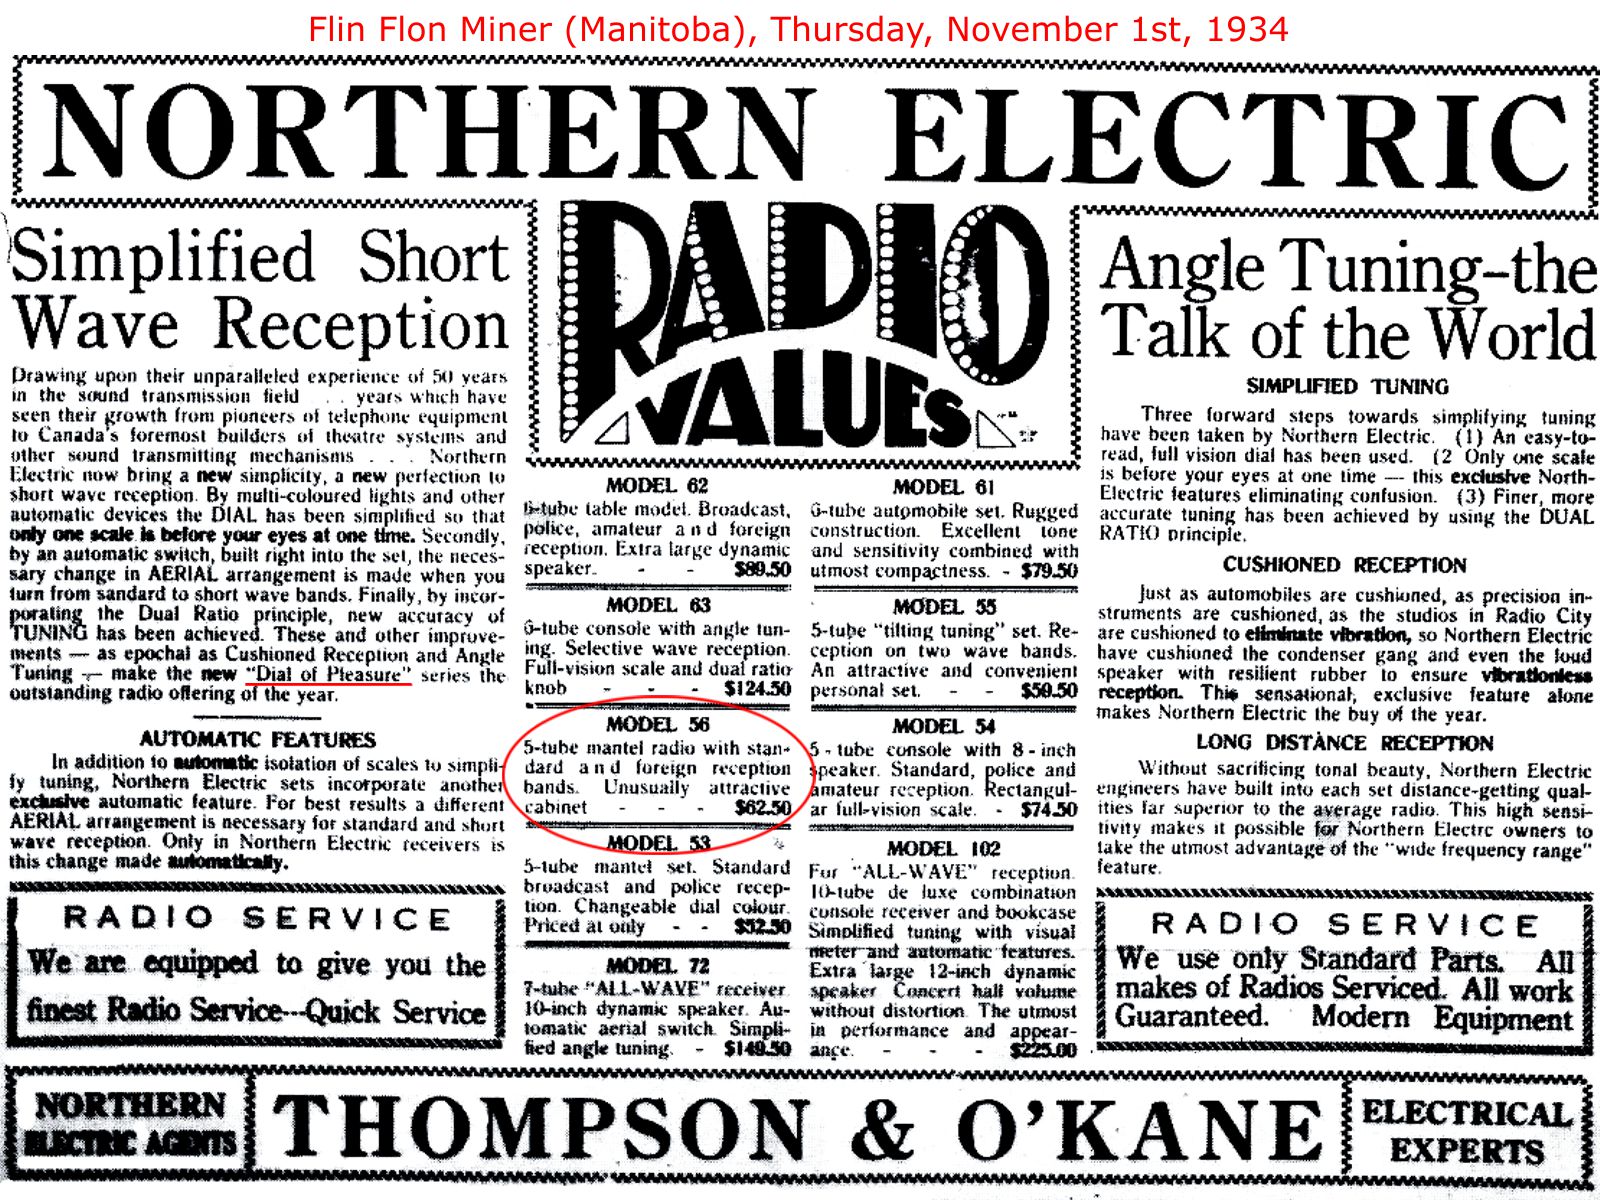 Flin Flon Miner (Manitoba), Thursday, November 1st, 1934
NORTHERN ELECTRIC
RADIO
VALUES
Simplified Short
Wave Reception
Drawing upon their unparalleled experience of 50 years
in the sound transmission field . . . years which have
seen their growth from pioneers of telephone equipment
to Canada's foremost builders of theatre systems and
other sound transmitting mechanisms . . . Northern
Electric now bring a new simplicity, a new perfection to
short wave reception. By multi-coloured lights and other
automatic devices the DIAL has been simplified so that
only one scale is before your eyes at one time. Secondly,
by an automatic switch, built right into the set, the neces-
sary change in AERIAL arrangement is made when you
turn from sandard to short wave bands. Finally, by incor-
porating the Dual Ratio principle, new accuracy of
TUNING has been achieved. These and other improve-
ments — as epochal as Cushioned Reception and Angle
Tuning — make the new "Dial of Pleasure" series the
outstanding radio offering of the year.
AUTOMATIC FEATURES
In addition to automatic isolation of scales to simpli-
fy tuning, Northern Electric sets incorporate another
exclusive automatic feature. For best results a different
AERIAL arrangement is necessary for standard and short
wave reception. Only in Northern Electric receivers is
this change made automatically.
RADIO SERVICE
We are equipped to give you the
finest Radio Service---Quick Service
MODEL 62
6-tube table model. Broadcast,
police, amateur and foreign
reception. Extra large dynamic
speaker. - - $89.50
MODEL 63
6-tube console with angle tun-
ing. Selective wave reception.
Full-vision scale and dual ratio
knob - - - $124.50
MODEL 56
5-tube mantel radio with stan-
dard and foreign reception
bands. Unusually attractive
cabinet - - - $62.50
MODEL 53
5-tube mantel set. Standard
broadcast and police recep-
tion. Changeable dial colour.
Priced at only - - $52.50
MODEL 72
7-tube "ALL-WAVE" receiver
10-inch dynamic speaker. Au-
tomatic aerial switch. Simpli-
fied angle tuning. - $149.50
MODEL 61
6-tube automobile set. Rugged
construction. Excellent tone
and sensitivity combined with
utmost compactness. - $79.50
MODEL 55
5-tube "tilting tuning" set. Re-
ception on two wave bands.
An attractive and convenient
personal set. - - $59.50
MODEL 54
5-tube console with 8-inch
speaker. Standard, police and
amateur reception. Rectangul-
ar full-vision scale. - $74.50
MODEL 102
For "ALL-WAVE" reception.
10-tube de luxe combination
console receiver and bookcase
Simplified tuning with visual
meter and automatic features.
Extra large 12-inch dynamic
speaker Concert hall volume
without distortion. The utmost
in performance and appear-
ance. - - - $225.00
Angle Tuning-the
Talk of the World
SIMPLIFIED TUNING
Three forward steps towards simplifying tuning
have been taken by Northern Electric. (1) An easy-to-
read, full vision dial has been used. (2 Only one scale
is before your eyes at one time — this exclusive North-
Electric features eliminating confusion. (3) Finer, more
accurate tuning has been achieved by using the DUAL
RATIO principle.
CUSHIONED RECEPTION
Just as automobiles are cushioned, as precision in-
struments are cushioned, as the studios in Radio City
are cushioned to eliminate vibration, so Northern Electric
have cushioned the condenser gang and even the loud
speaker with resilient rubber to ensure vibrationless
reception. This sensational, exclusive feature alone
makes Northern Electric the buy of the year.
LONG DISTANCE RECEPTION
Without sacrificing tonal beauty, Northern Electric
engineers have built into each set distance-getting qual-
ities far superior to the average radio. This high sensi-
tivity makes it possible for Northern Electrc owners to
take the utmost advantage of the "wide frequency range"
feature.
RADIO SERVICE
We use only Standard Parts. All
makes of Radios Serviced. All work
Guaranteed. Modern Equipment
NORTHERN
ELECTRIC AGENTS
THOMPSON & O'KANE
ELECTRICAL
EXPERTS